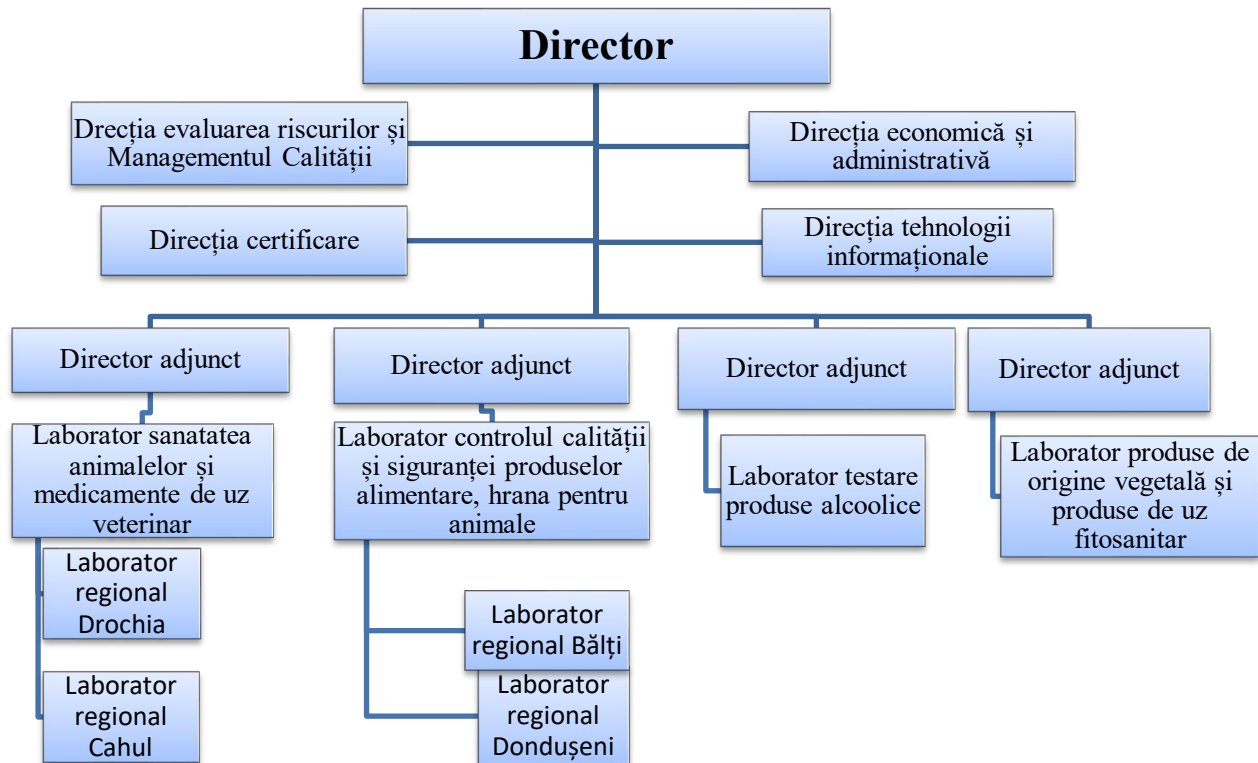 Director
Drecția evaluarea riscurilor și
Managementul Calității
Direcția economică și
administrativă
Direcția certificare
Direcția tehnologii
informaționale
Director adjunct
Director adjunct
Director adjunct
Director adjunct
Laborator sanatatea
animalelor și
medicamente de uz
veterinar
Laborator controlul calității
și siguranței produselor
alimentare, hrana pentru
animale
Laborator testare
produse alcoolice
Laborator produse de
origine vegetală și
produse de uz
fitosanitar
Laborator
regional
Drochia
Laborator
regional
Cahul
Laborator
regional Bălți
Laborator
regional
Dondușeni